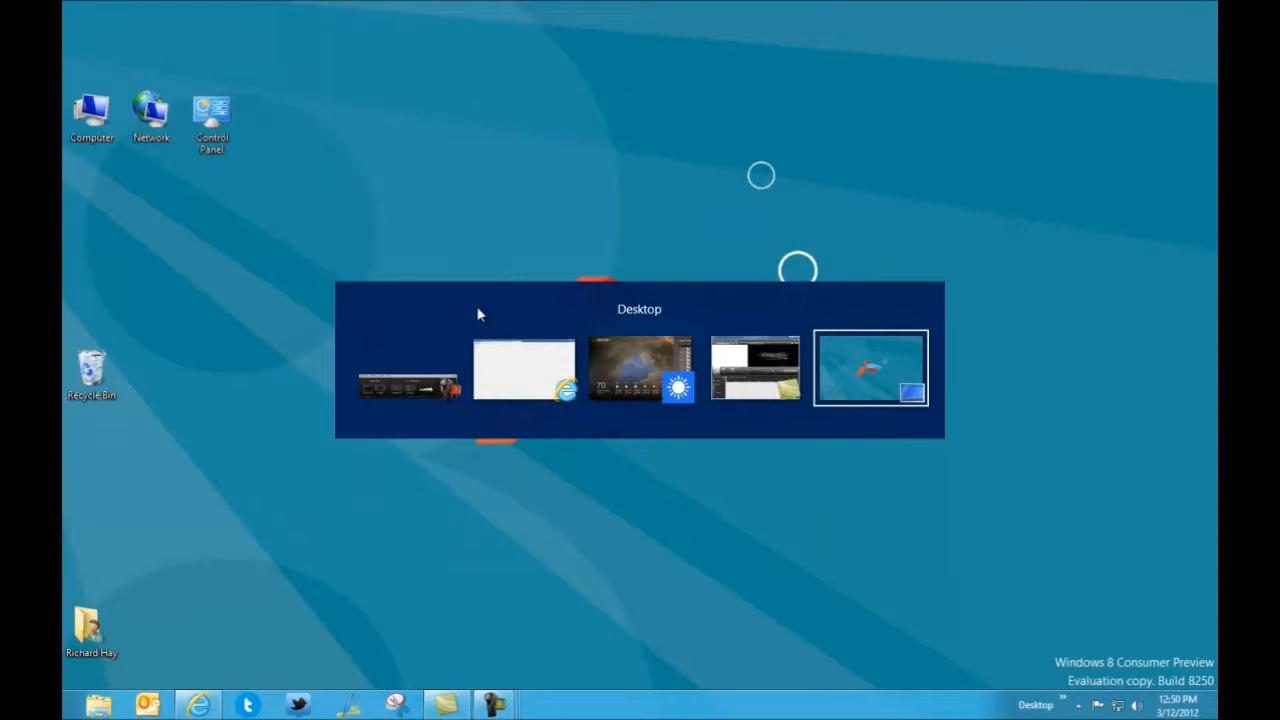 Computer
Network
Control
Panel
Desktop
70
Recycle Bin
Richard Hay
Windows 8 Consumer Preview
Evaluation copy. Build 8250
Desktop
12:50 PM
3/12/2012